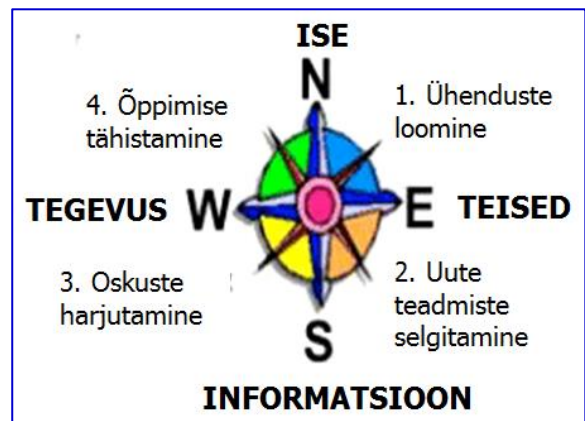 ISE
N
4. Õppimise
tähistamine
1. Ühenduste
loomine
TEGEVUS W E TEISED
3. Oskuste
harjutamine
2. Uute
teadmiste
selgitamine
S
INFORMATSIOON